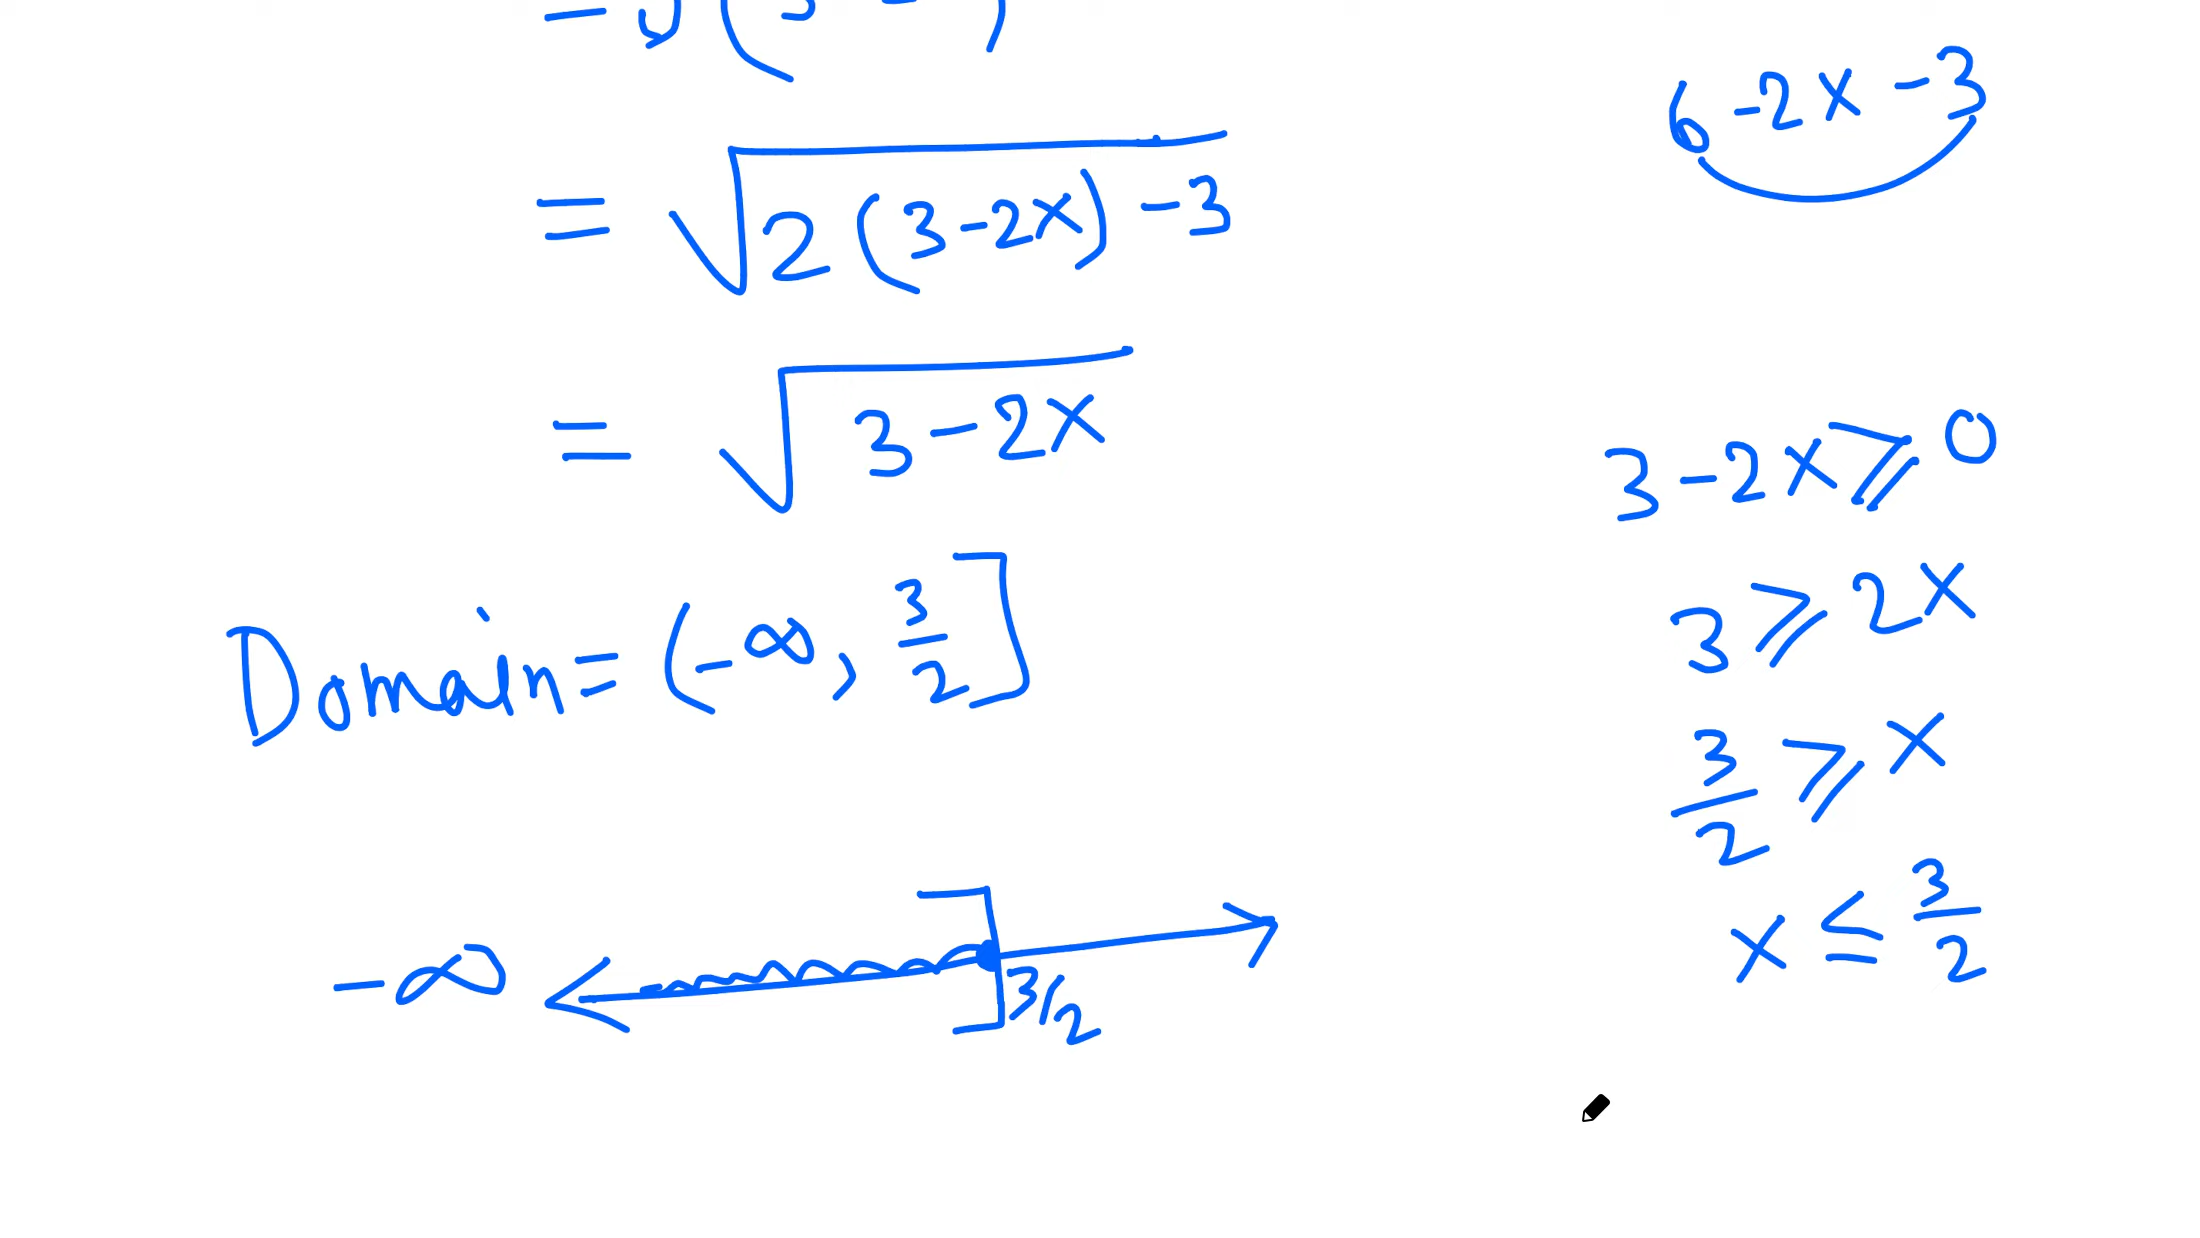 6 - 2x - 3
= √(2(3-2x) - 3)
= √(3-2x)
3 - 2x ⩾ 0
Domain = (-∞, 3/2]
3 ⩾ 2x
3/2 ⩾ x
x ≤ 3/2
-∞ 3/2